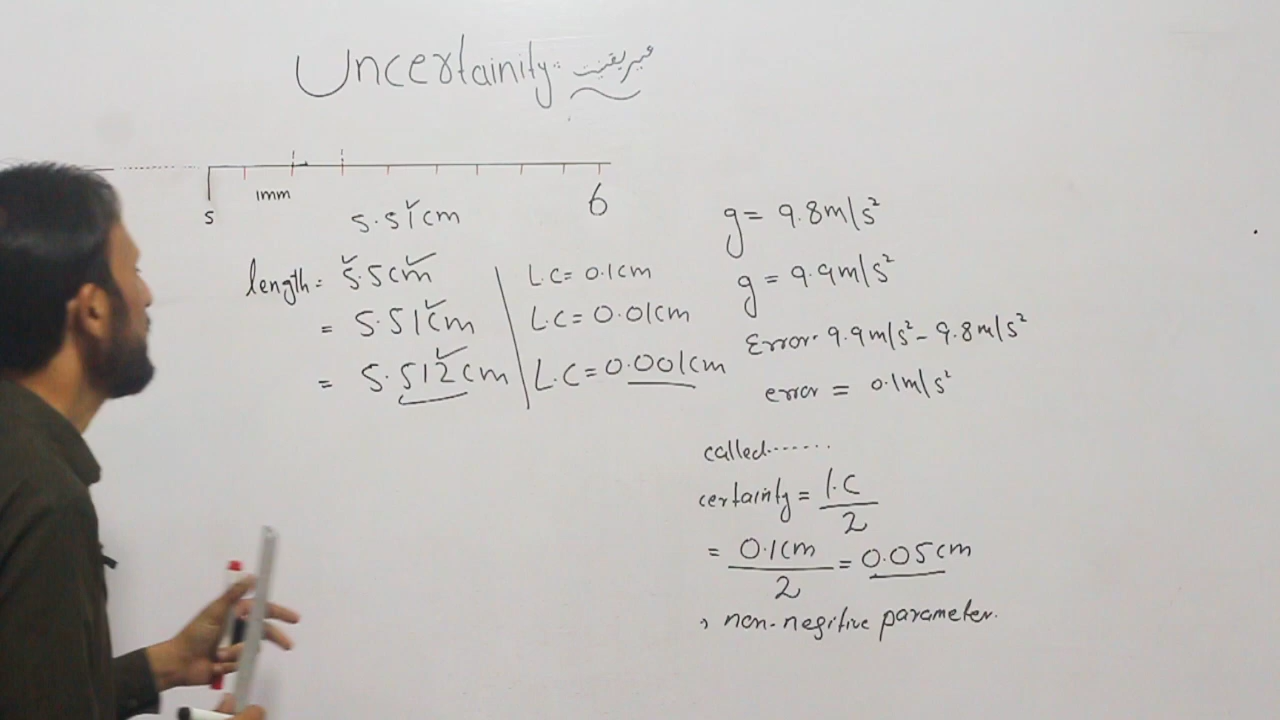 Uncertainity:- غیر یقینیت
1mm
5 6
5.51cm
length = 5.5cm L.C = 0.1cm
= 5.51cm L.C = 0.01cm
= 5.512cm L.C = 0.001cm
g = 9.8m/s²
g = 9.9m/s²
Error. 9.9m/s² - 9.8m/s²
error = 0.1m/s²
called.......
certainity = l.C/2
= 0.1cm/2 = 0.05cm
, non-negitive parameter.